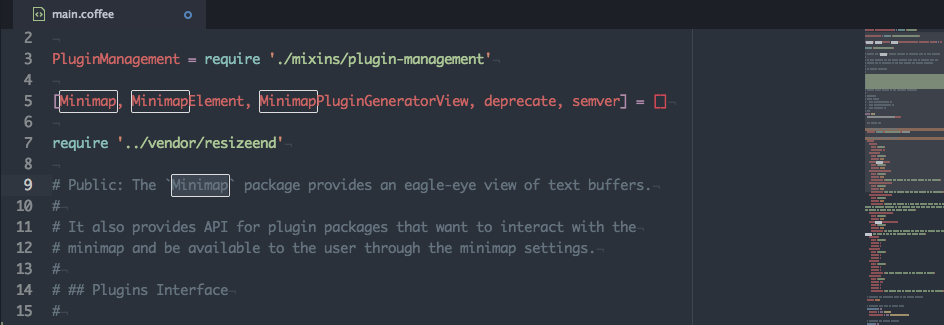 main.coffee
2
3 PluginManagement = require './mixins/plugin-management'
4
5 [Minimap, MinimapElement, MinimapPluginGeneratorView, deprecate, semver] = []
6
7 require '../vendor/resizeend'
8
9 # Public: The `Minimap` package provides an eagle-eye view of text buffers.
10 #
11 # It also provides API for plugin packages that want to interact with the
12 # minimap and be available to the user through the minimap settings.
13 #
14 # ## Plugins Interface
15 #